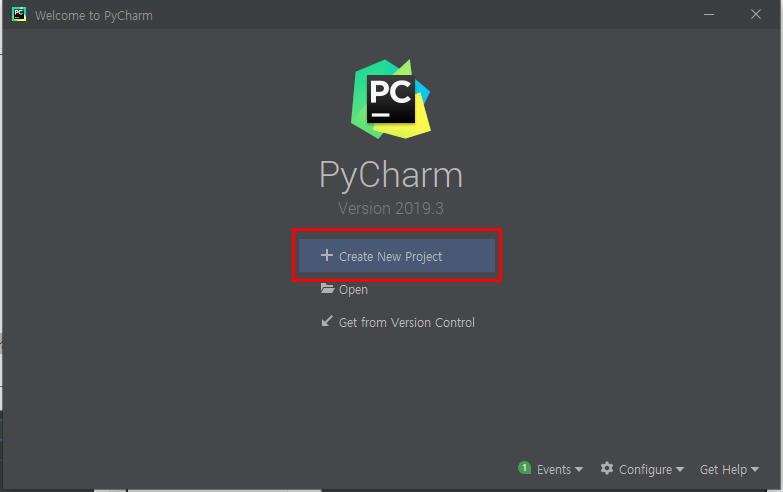 Welcome to PyCharm
PC
PyCharm
Version 2019.3
Create New Project
Open
Get from Version Control
1 Events Configure Get Help